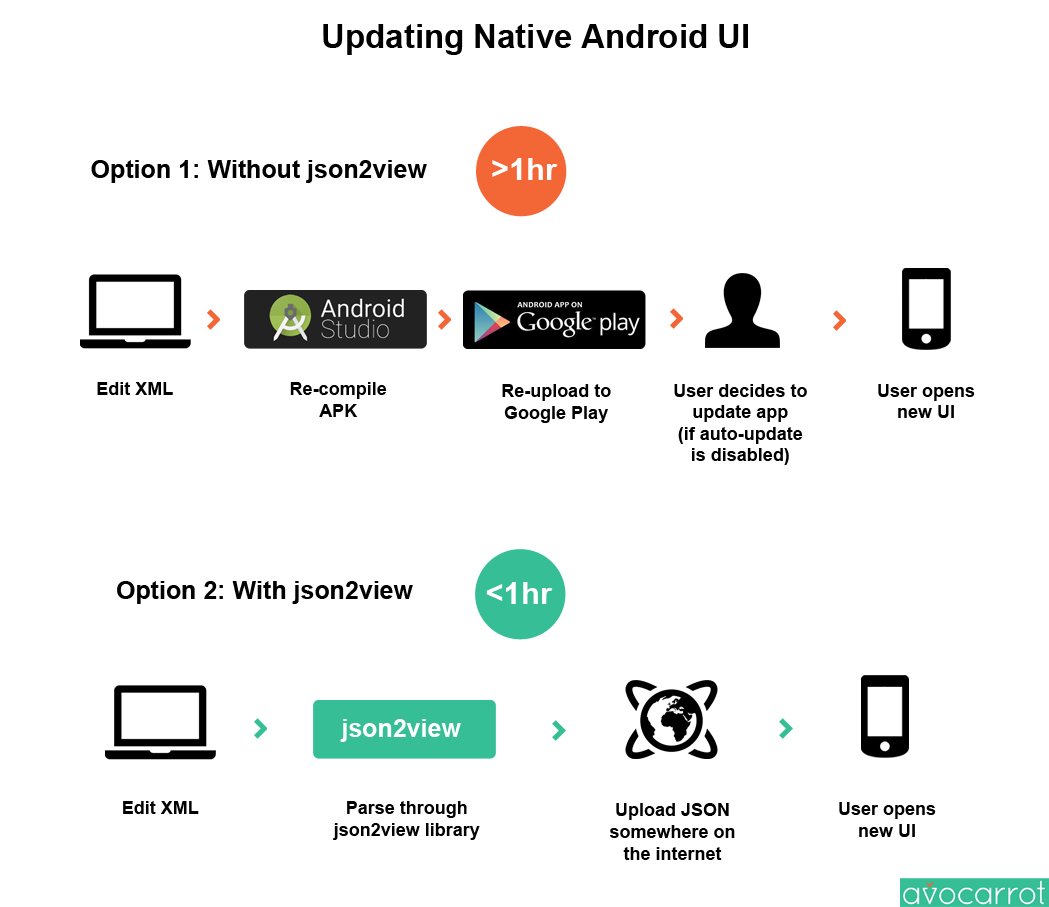 Updating Native Android UI
Option 1: Without json2view
>1hr
Android
Studio
ANDROID APP ON
Google play
Edit XML
Re-compile
APK
Re-upload to
Google Play
User decides to
update app
(if auto-update
is disabled)
User opens
new UI
Option 2: With json2view
<1hr
json2view
Edit XML
Parse through
json2view library
Upload JSON
somewhere on
the internet
User opens
new UI
avocarrot